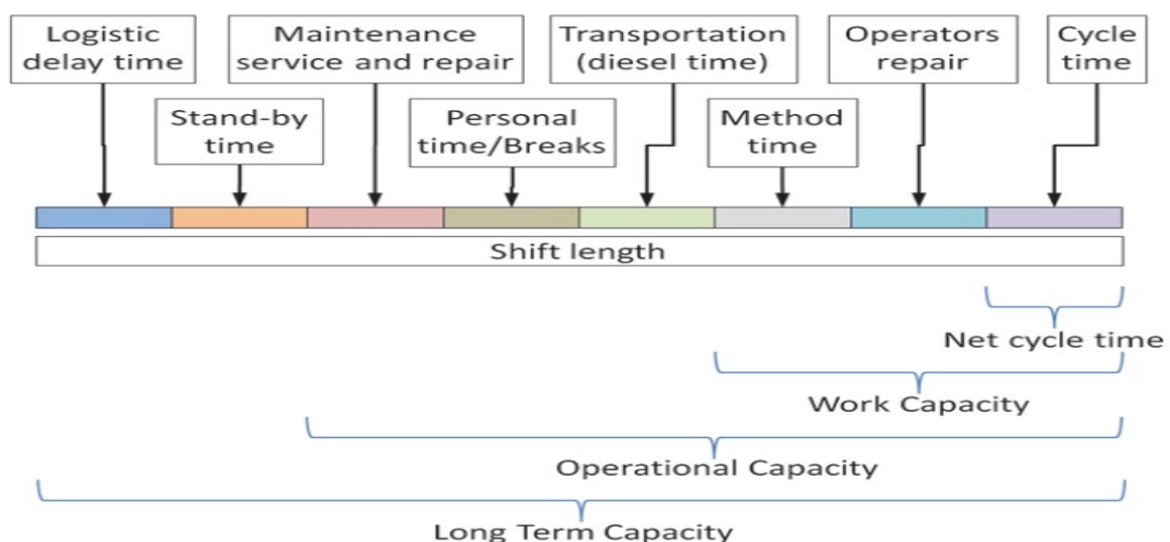 Logistic
delay time
Maintenance
service and repair
Transportation
(diesel time)
Operators
repair
Cycle
time
Stand-by
time
Personal
time/Breaks
Method
time
Shift length
Net cycle time
Work Capacity
Operational Capacity
Long Term Capacity